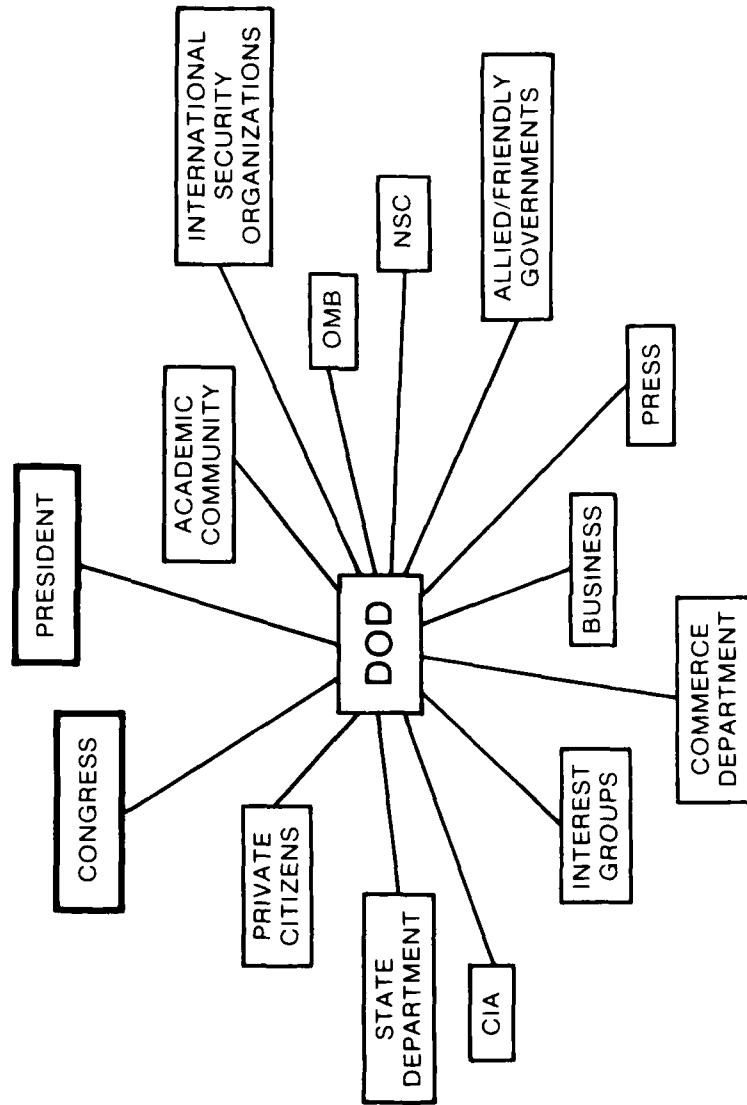 CONGRESS
PRESIDENT
PRIVATE
CITIZENS
ACADEMIC
COMMUNITY
INTERNATIONAL
SECURITY
ORGANIZATIONS
STATE
DEPARTMENT
DOD
OMB
NSC
CIA
ALLIED/FRIENDLY
GOVERNMENTS
INTEREST
GROUPS
BUSINESS
PRESS
COMMERCE
DEPARTMENT